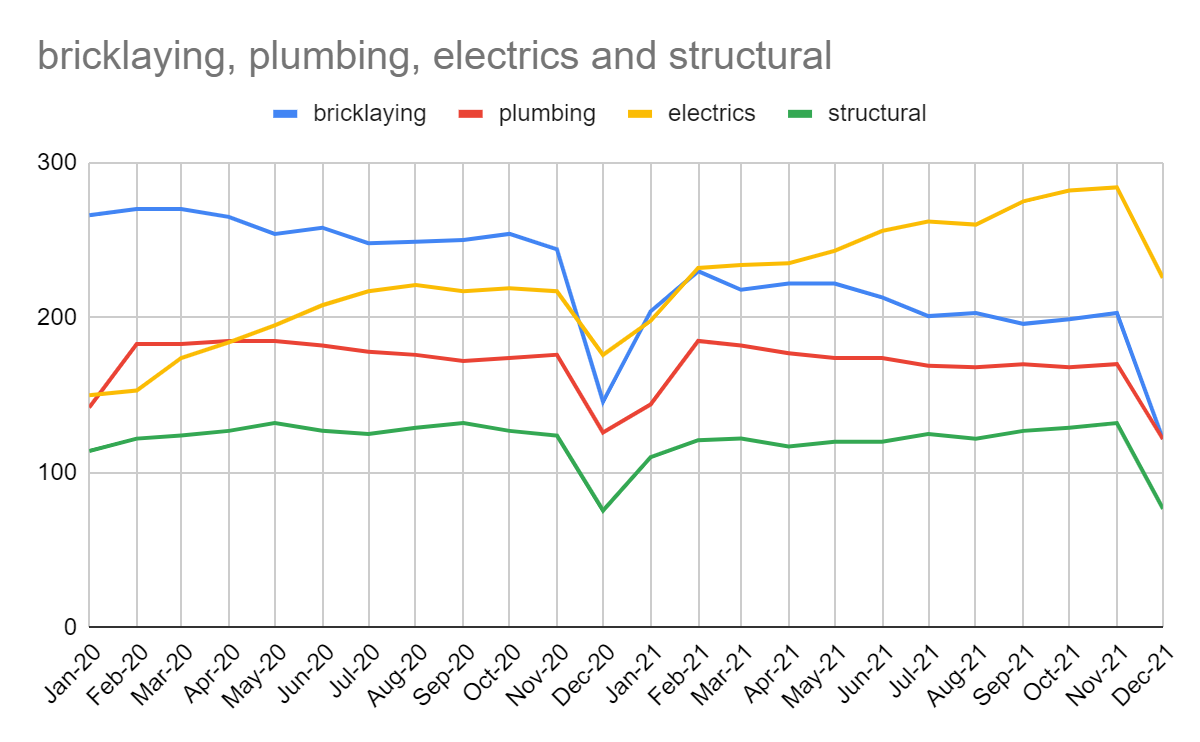 bricklaying, plumbing, electrics and structural
bricklaying plumbing electrics structural
300
200
100
0
Jan-20 Feb-20 Mar-20 Apr-20 May-20 Jun-20 Jul-20 Aug-20 Sep-20 Oct-20 Nov-20 Dec-20 Jan-21 Feb-21 Mar-21 Apr-21 May-21 Jun-21 Jul-21 Aug-21 Sep-21 Oct-21 Nov-21 Dec-21